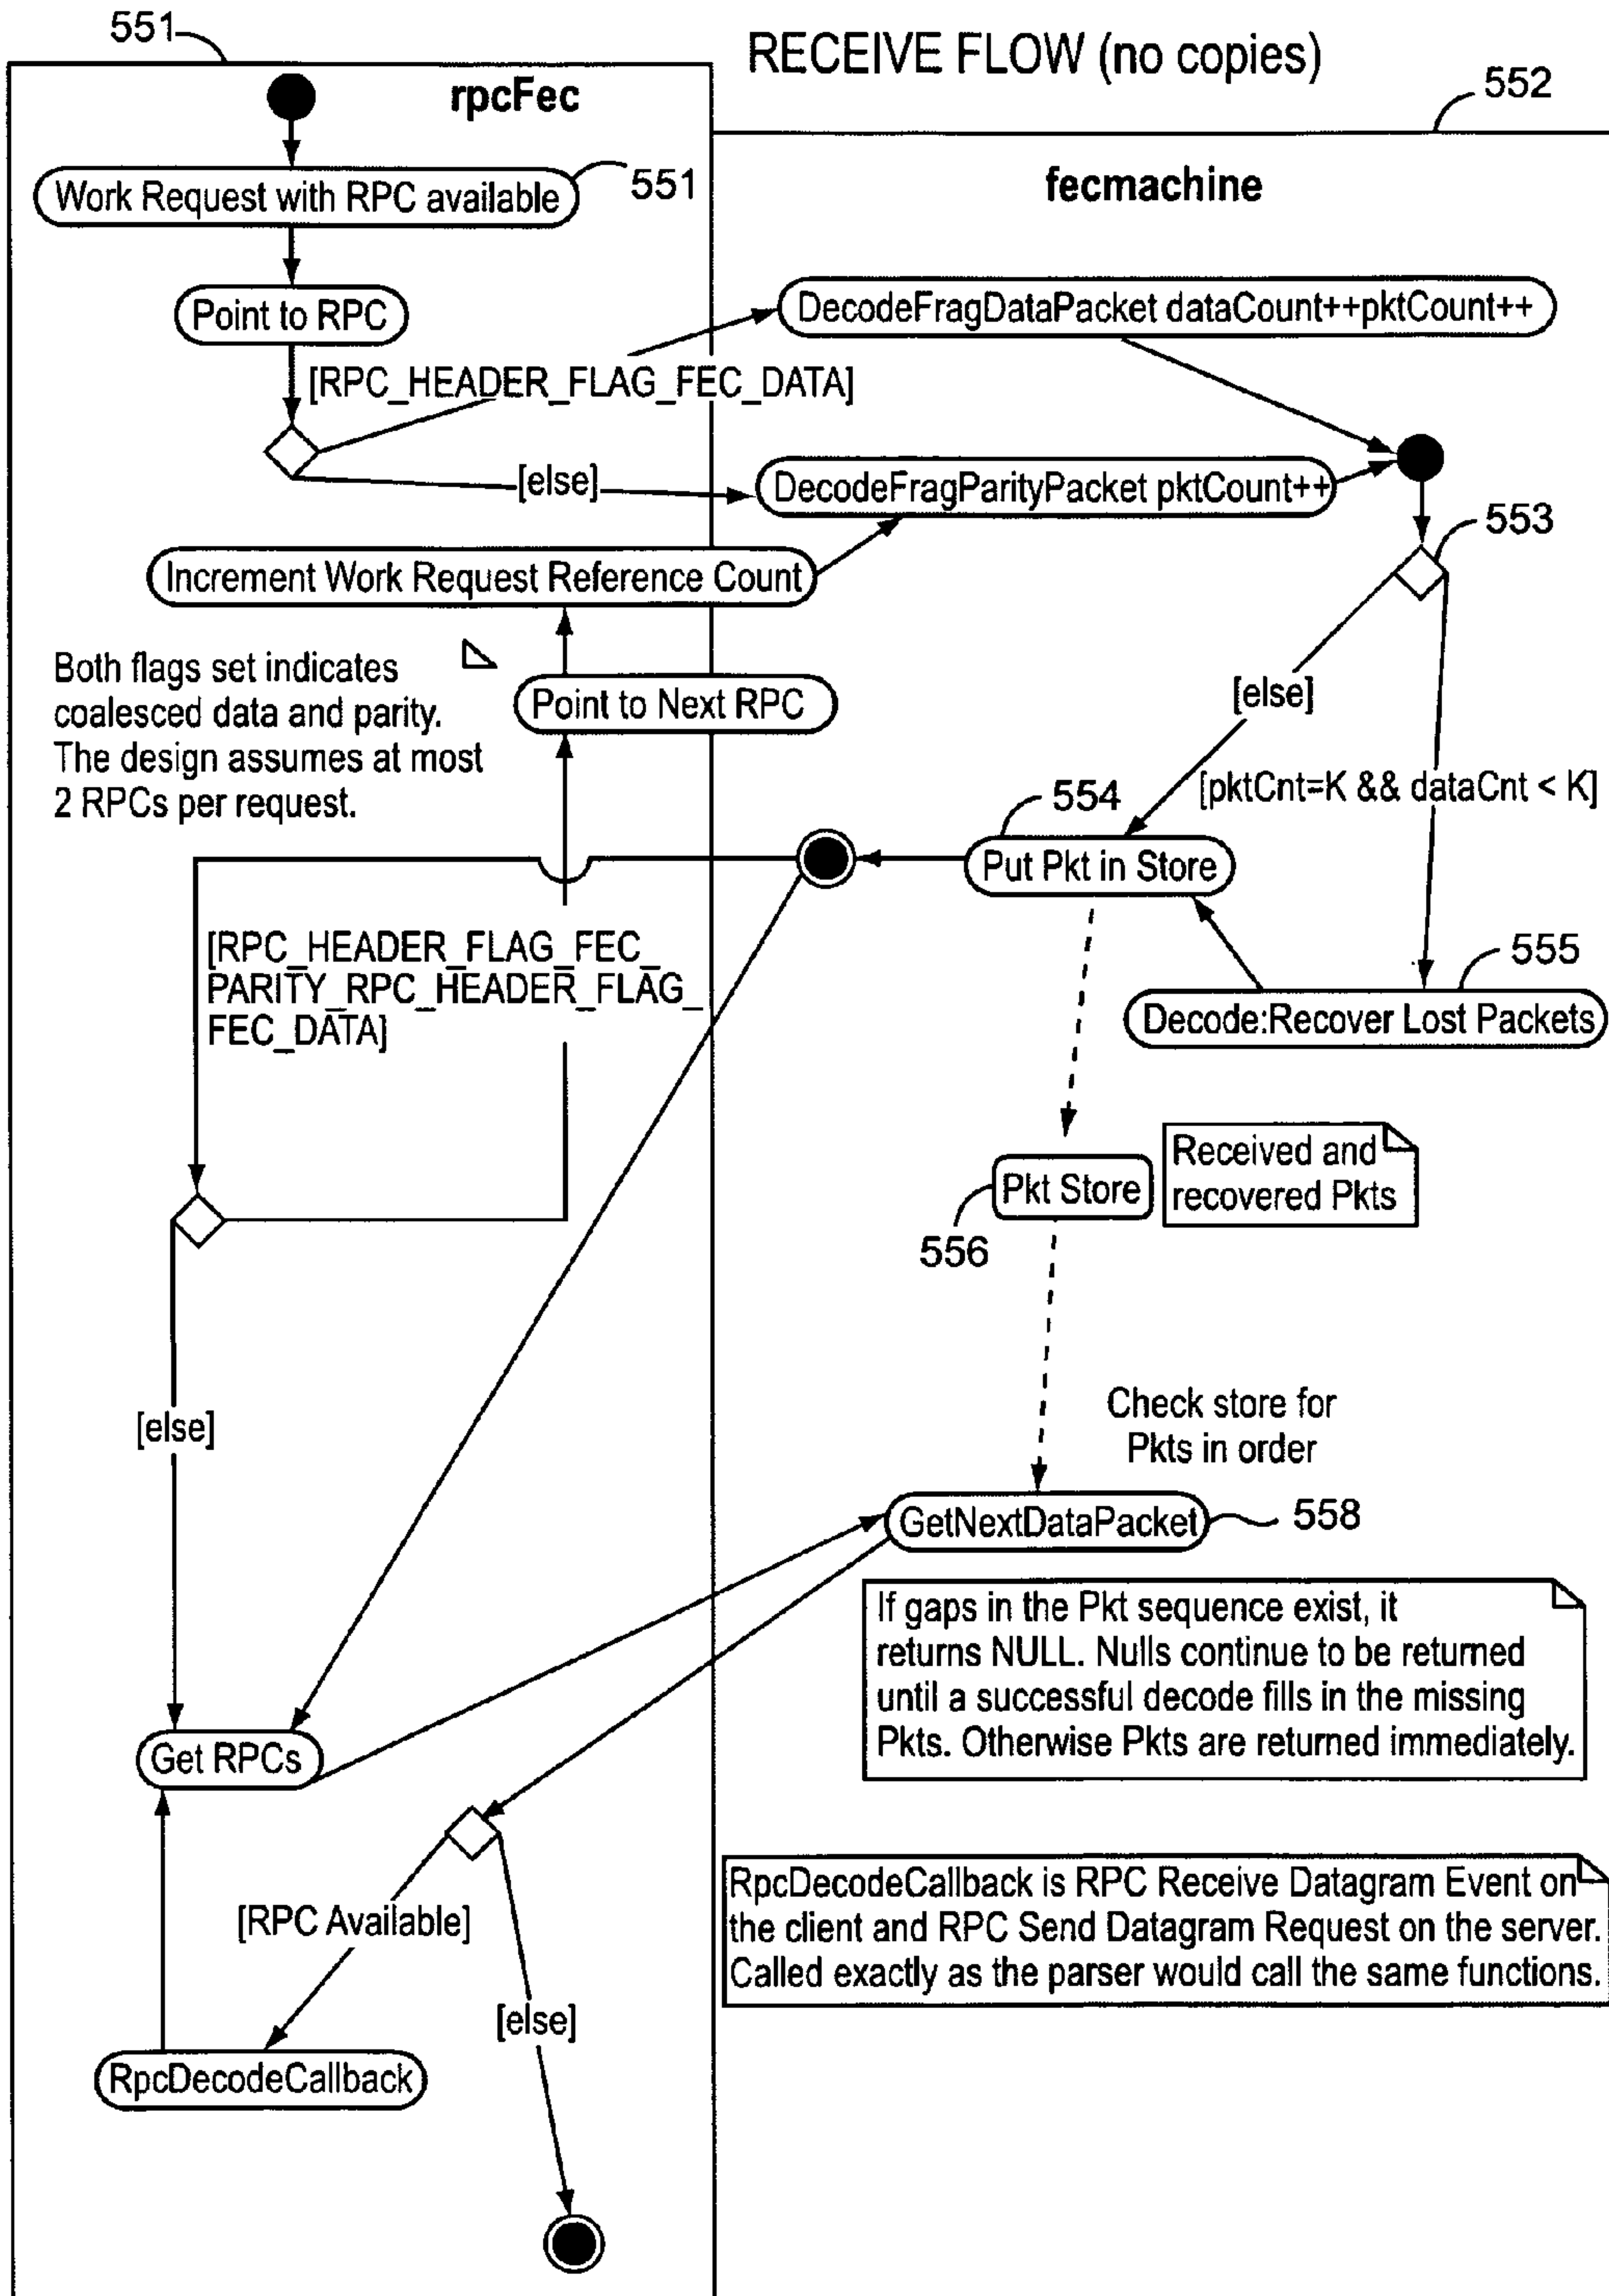 551
RECEIVE FLOW (no copies)
rpcFec
552
Work Request with RPC available
551
fecmachine
Point to RPC
DecodeFragDataPacket dataCount++pktCount++
[RPC_HEADER_FLAG_FEC_DATA]
[else]
DecodeFragParityPacket pktCount++
553
Increment Work Request Reference Count
Both flags set indicates
coalesced data and parity.
The design assumes at most
2 RPCs per request.
Point to Next RPC
[else]
[pktCnt=K && dataCnt < K]
554
Put Pkt in Store
[RPC_HEADER_FLAG_FEC_
PARITY_RPC_HEADER_FLAG_
FEC_DATA]
555
Decode:Recover Lost Packets
Received and
recovered Pkts
Pkt Store
556
Check store for
Pkts in order
[else]
GetNextDataPacket
558
If gaps in the Pkt sequence exist, it
returns NULL. Nulls continue to be returned
until a successful decode fills in the missing
Pkts. Otherwise Pkts are returned immediately.
Get RPCs
RpcDecodeCallback is RPC Receive Datagram Event on
the client and RPC Send Datagram Request on the server.
Called exactly as the parser would call the same functions.
[RPC Available]
[else]
RpcDecodeCallback